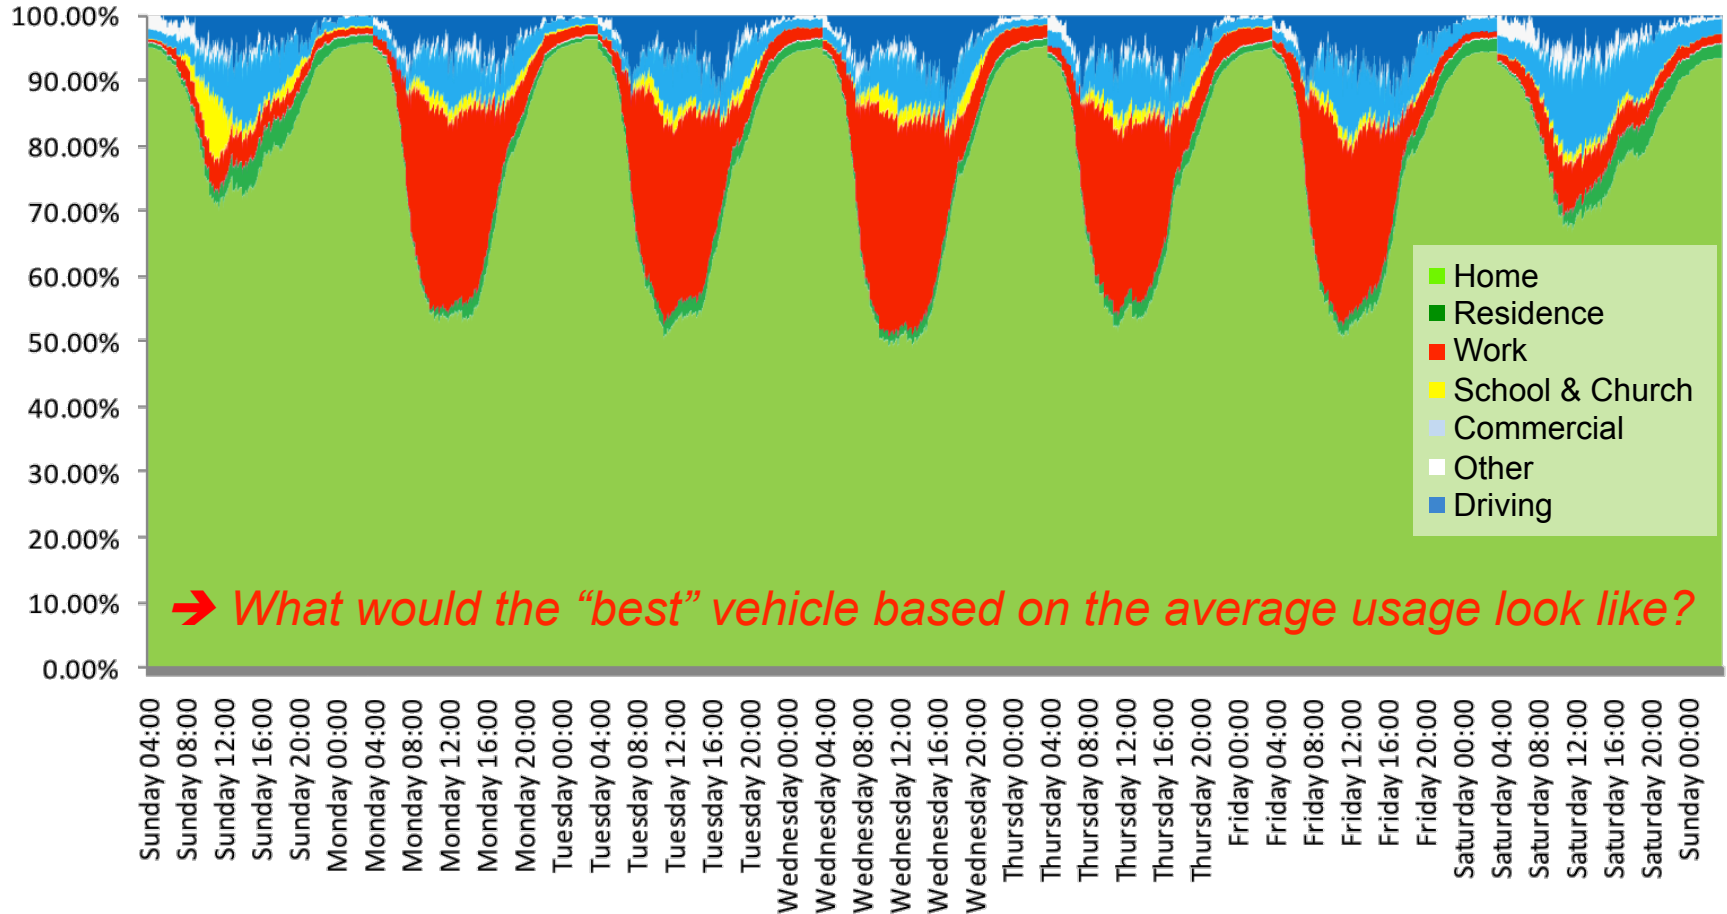 100.00%
90.00%
80.00%
70.00%
60.00%
50.00%
40.00%
30.00%
20.00%
10.00%
0.00%
Home
Residence
Work
School & Church
Commercial
Other
Driving
➔ What would the “best” vehicle based on the average usage look like?
Sunday 04:00
Sunday 08:00
Sunday 12:00
Sunday 16:00
Sunday 20:00
Monday 00:00
Monday 04:00
Monday 08:00
Monday 12:00
Monday 16:00
Monday 20:00
Tuesday 00:00
Tuesday 04:00
Tuesday 08:00
Tuesday 12:00
Tuesday 16:00
Tuesday 20:00
Wednesday 00:00
Wednesday 04:00
Wednesday 08:00
Wednesday 12:00
Wednesday 16:00
Wednesday 20:00
Thursday 00:00
Thursday 04:00
Thursday 08:00
Thursday 12:00
Thursday 16:00
Thursday 20:00
Friday 00:00
Friday 04:00
Friday 08:00
Friday 12:00
Friday 16:00
Friday 20:00
Saturday 00:00
Saturday 04:00
Saturday 08:00
Saturday 12:00
Saturday 16:00
Saturday 20:00
Sunday 00:00